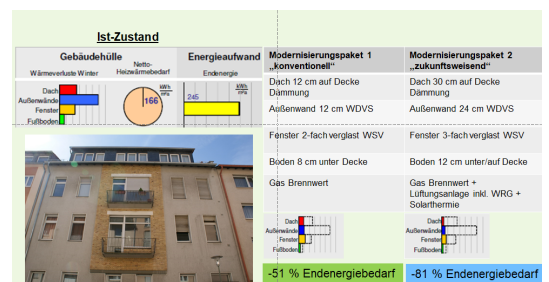 Ist-Zustand
Gebäudehülle
Energieaufwand
Wärmeverluste Winter
Netto-
Heizwärmebedarf
Endenergie
Dach
Außenwände
Fenster
Fußboden
166
kWh
m²a
245
kWh
m²a
Modernisierungspaket 1
„konventionell“
Modernisierungspaket 2
„zukunftsweisend“
Dach 12 cm auf Decke
Dämmung
Dach 30 cm auf Decke
Dämmung
Außenwand 12 cm WDVS
Außenwand 24 cm WDVS
Fenster 2-fach verglast WSV
Fenster 3-fach verglast WSV
Boden 8 cm unter Decke
Boden 12 cm unter/auf Decke
Gas Brennwert
Gas Brennwert +
Lüftungsanlage inkl. WRG +
Solarthermie
Dach
Außenwände
Fenster
Fußboden
Dach
Außenwände
Fenster
Fußboden
-51 % Endenergiebedarf
-81 % Endenergiebedarf